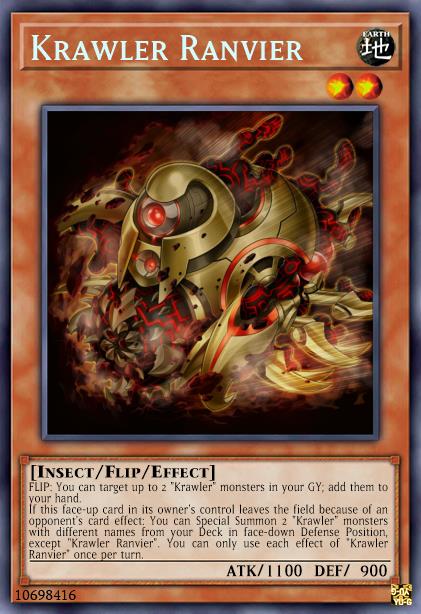 Krawler Ranvier
EARTH
地
[Insect/Flip/Effect]
FLIP: You can target up to 2 "Krawler" monsters in your GY; add them to
your hand.
If this face-up card in its owner's control leaves the field because of an
opponent's card effect: You can Special Summon 2 "Krawler" monsters
with different names from your Deck in face-down Defense Position,
except "Krawler Ranvier". You can only use each effect of "Krawler
Ranvier" once per turn.
ATK/1100 DEF/ 900
10698416